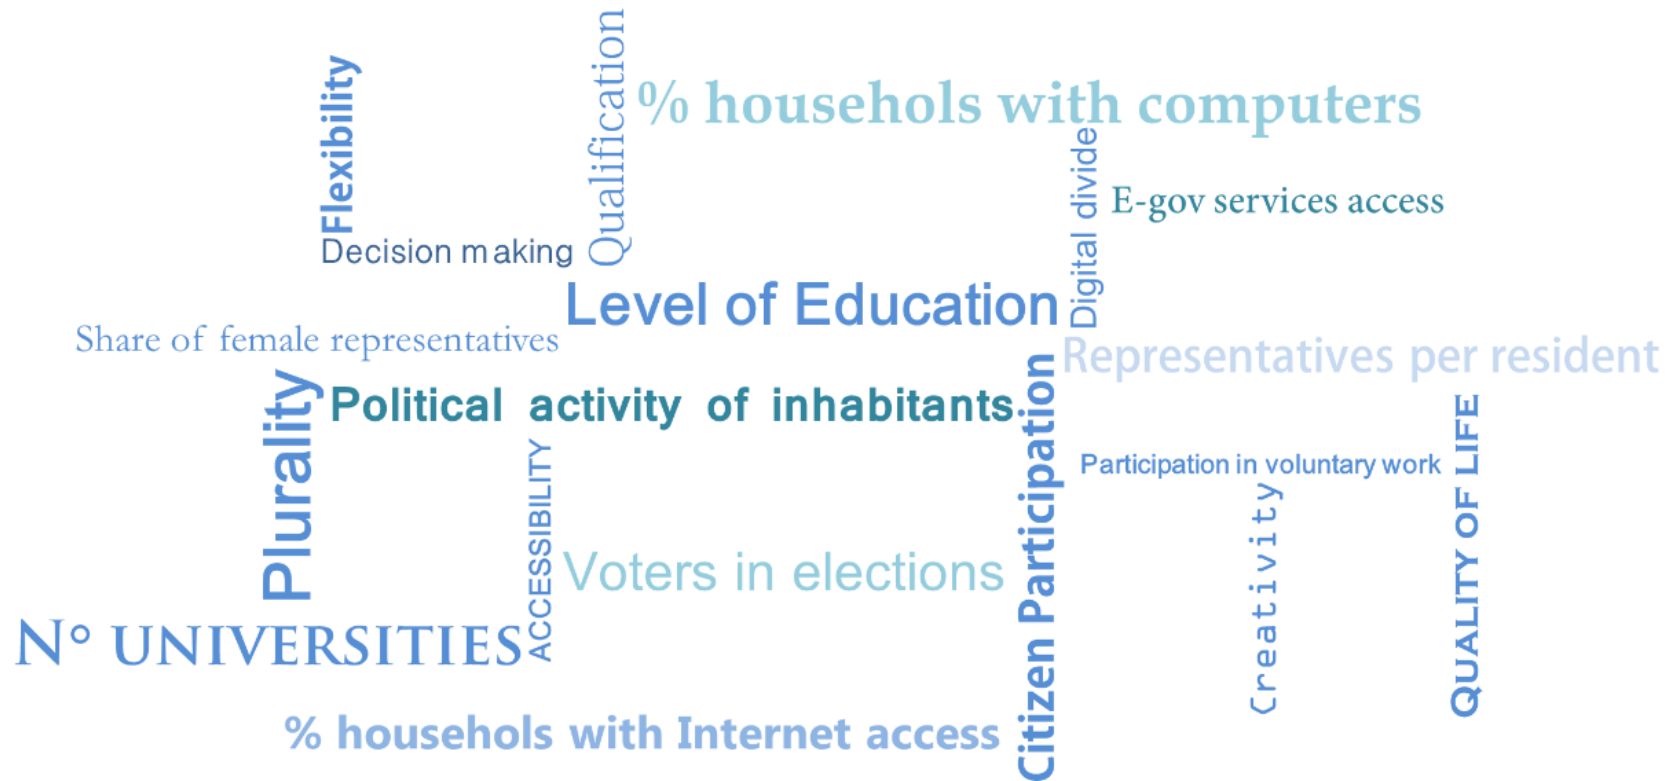 Flexibility
Qualification
% househols with computers
Digital divide
E-gov services access
Decision making
Level of Education
Share of female representatives
Representatives per resident
Plurality
Political activity of inhabitants
Citizen Participation
QUALITY OF LIFE
ACCESSIBILITY
Participation in voluntary work
Creativity
Voters in elections
N° UNIVERSITIES
% househols with Internet access